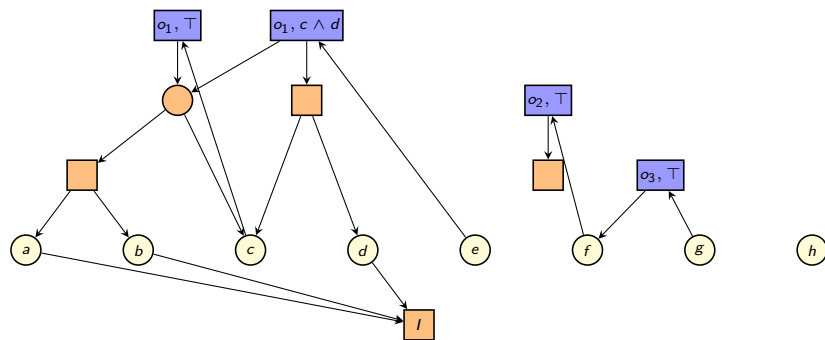 o₁, ⊤
o₁, c ∧ d
o₂, ⊤
o₃, ⊤
a
b
c
d
e
f
g
h
I